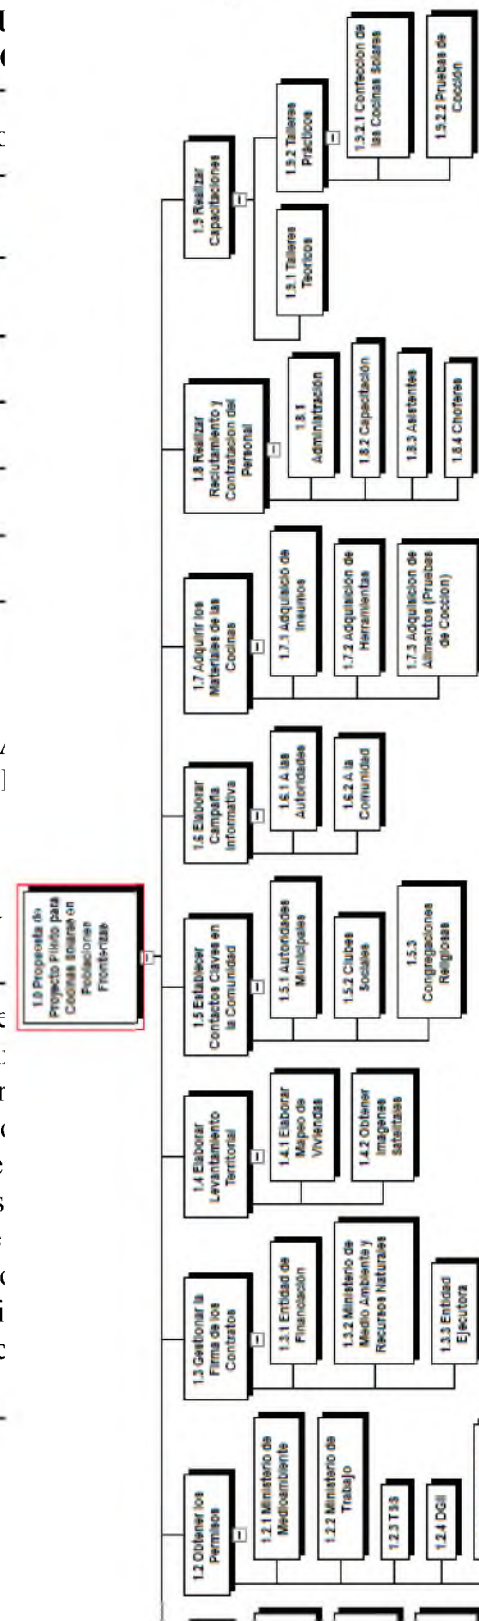 1.0 Propuesta de
Proyecto Piloto para
Cocinas Solares en
Poblaciones
Fronterizas
1.2 Obtener los
Permisos
1.2.1 Ministerio de
Medioambiente
1.2.2 Ministerio de
Trabajo
1.2.3 TSS
1.2.4 DGII
1.3 Gestionar la
Firma de los
Contratos
1.3.1 Entidad de
Financiación
1.3.2 Ministerio de
Medio Ambiente y
Recursos Naturales
1.3.3 Entidad
Ejecutora
1.4 Elaborar
Levantamiento
Territorial
1.4.1 Elaborar
Mapeo de
Viviendas
1.4.2 Obtener
Imagenes
satelitales
1.5 Establecer
Contactos Claves en
la Comunidad
1.5.1 Autoridades
Municipales
1.5.2 Clubes
Sociales
1.5.3
Congregaciones
Religiosas
1.6 Elaborar
Campaña
Informativa
1.6.1 A las
Autoridades
1.6.2 A la
Comunidad
1.7 Adquirir los
Materiales de las
Cocinas
1.7.1 Adquisicio de
Insumos
1.7.2 Adquisicion de
Herramientas
1.7.3 Adquisicion de
Alimentos (Pruebas
de Coccion)
1.8 Realizar
Reclutamiento y
Contratacion del
Personal
1.8.1
Administración
1.8.2 Capacitación
1.8.3 Asistentes
1.8.4 Choferes
1.9 Realizar
Capacitaciones
1.9.1 Talleres
Teoricos
1.9.2 Talleres
Prácticos
1.9.2.1 Confección de
las Cocinas Solares
1.9.2.2 Pruebas de
Cocción